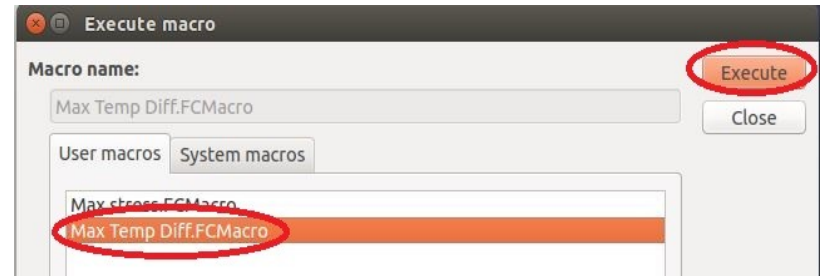 Execute macro
Macro name:
Execute
Max Temp Diff.FCMacro
Close
User macros System macros
Max stress.FCMacro
Max Temp Diff.FCMacro